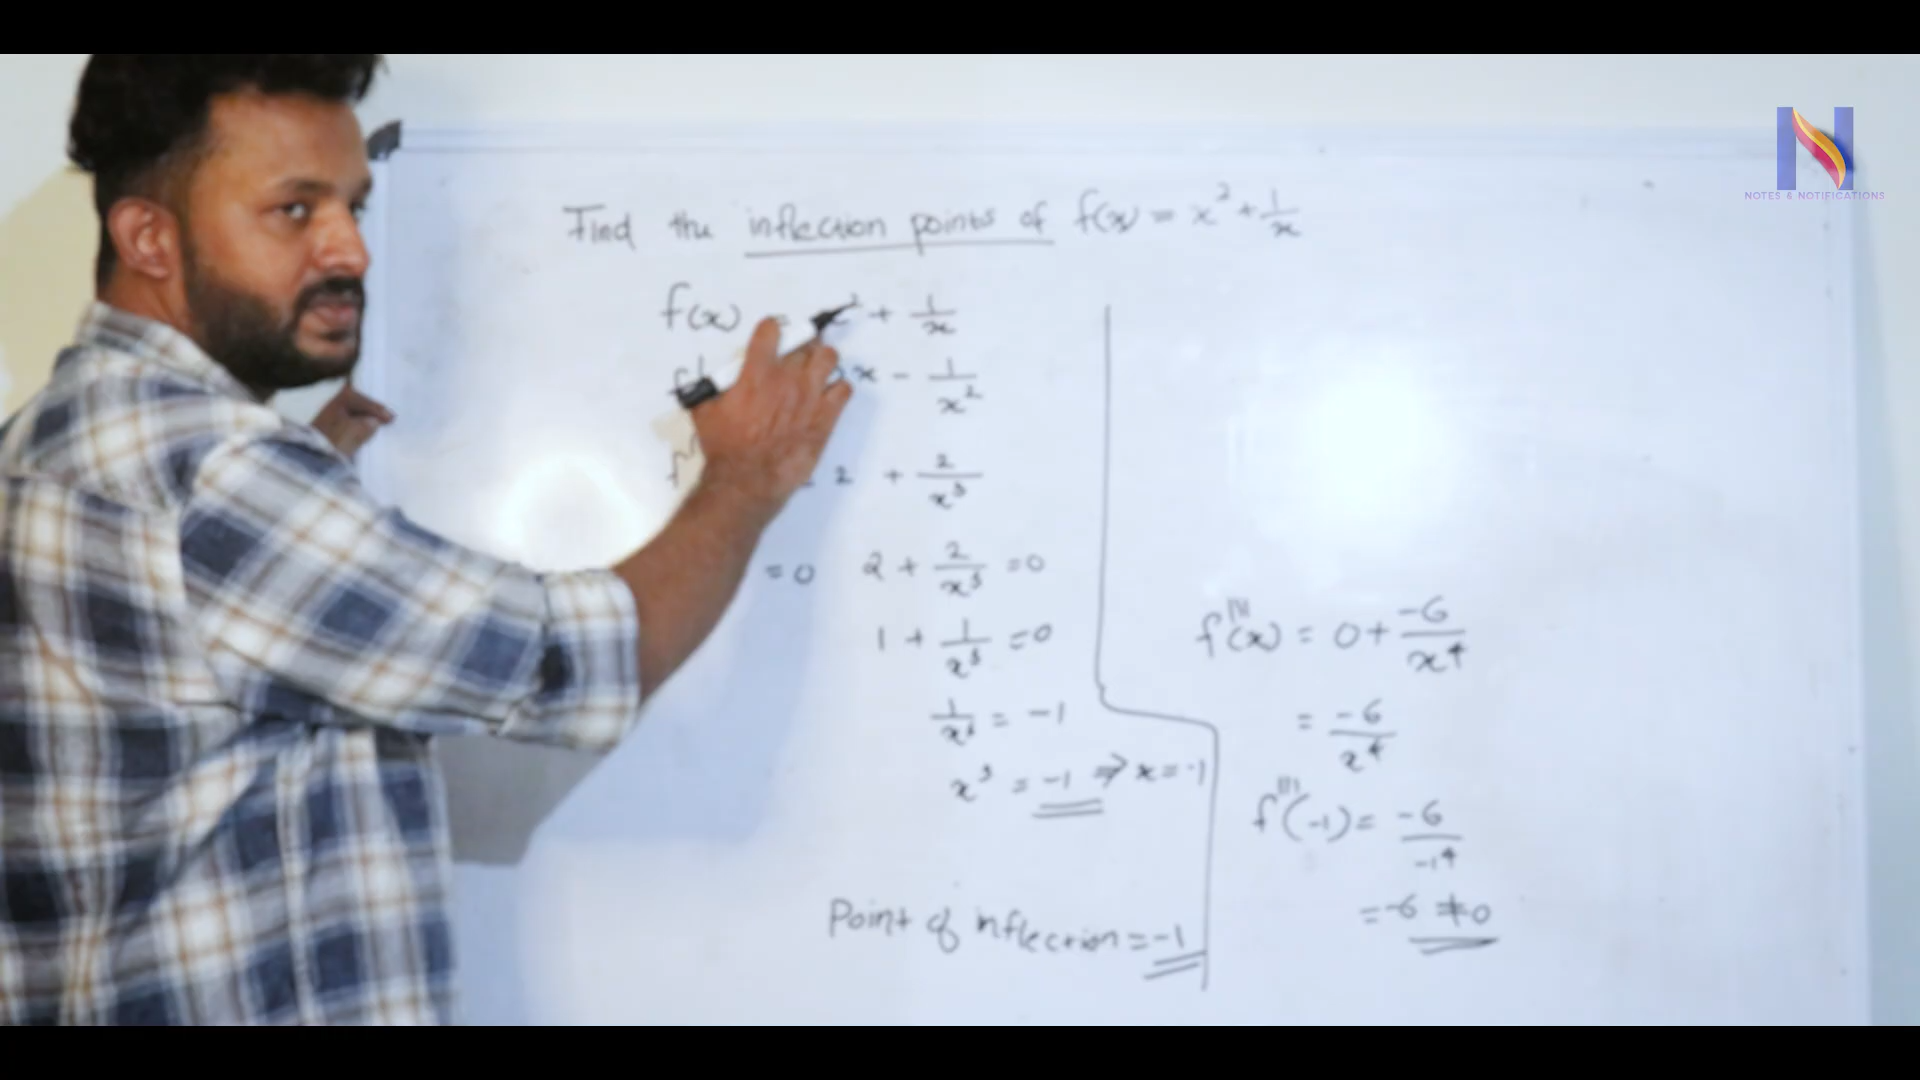 NOTES & NOTIFICATIONS
Find the inflection points of f(x) = x² + 1/x
f(x) = x² + 1/x
x - 1/x²
= 2 + 2/x³
= 0 2 + 2/x³ = 0
1 + 1/x³ = 0
1/x³ = -1
x³ = -1 ⇒ x = -1
Point of inflection = -1
f'''(x) = 0 + -6/x⁴
= -6/x⁴
f'''(-1) = -6/-1⁴
= -6 ≠ 0